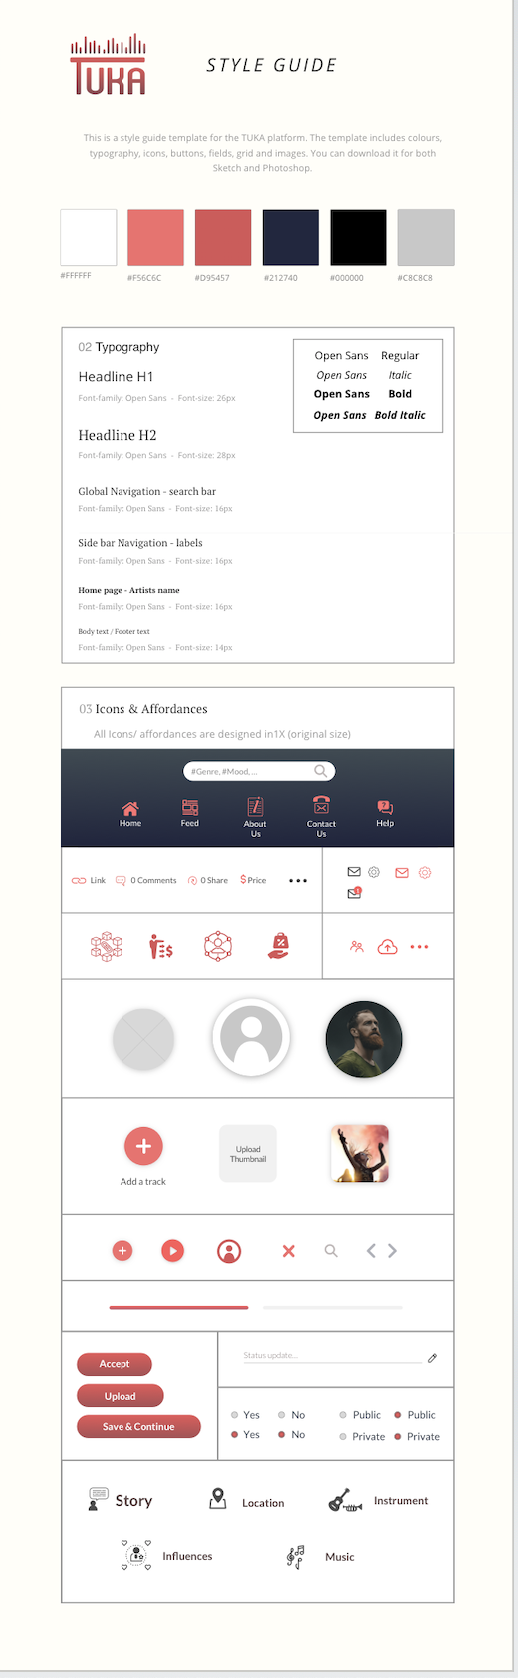 TUKA
STYLE GUIDE
This is a style guide template for the TUKA platform. The template includes colours,
typography, icons, buttons, fields, grid and images. You can download it for both
Sketch and Photoshop.
#FFFFFF
#F56C6C
#D95457
#212740
#000000
#C8C8C8
02 Typography
Headline H1
Font-family: Open Sans - Font-size: 26px
Open Sans Regular
Open Sans Italic
Open Sans Bold
Open Sans Bold Italic
Headline H2
Font-family: Open Sans - Font-size: 28px
Global Navigation - search bar
Font-family: Open Sans - Font-size: 16px
Side bar Navigation - labels
Font-family: Open Sans - Font-size: 16px
Home page - Artists name
Font-family: Open Sans - Font-size: 16px
Body text / Footer text
Font-family: Open Sans - Font-size: 14px
03 Icons & Affordances
All Icons/ affordances are designed in1X (original size)
#Genre, #Mood,...
Home
Feed
About
Us
Contact
Us
Help
Link
0 Comments
0 Share
$Price
Add a track
Upload
Thumbnail
Accept
Upload
Save & Continue
Status update...
Yes No Public Public
Yes No Private Private
Story
Location
Instrument
Influences
Music